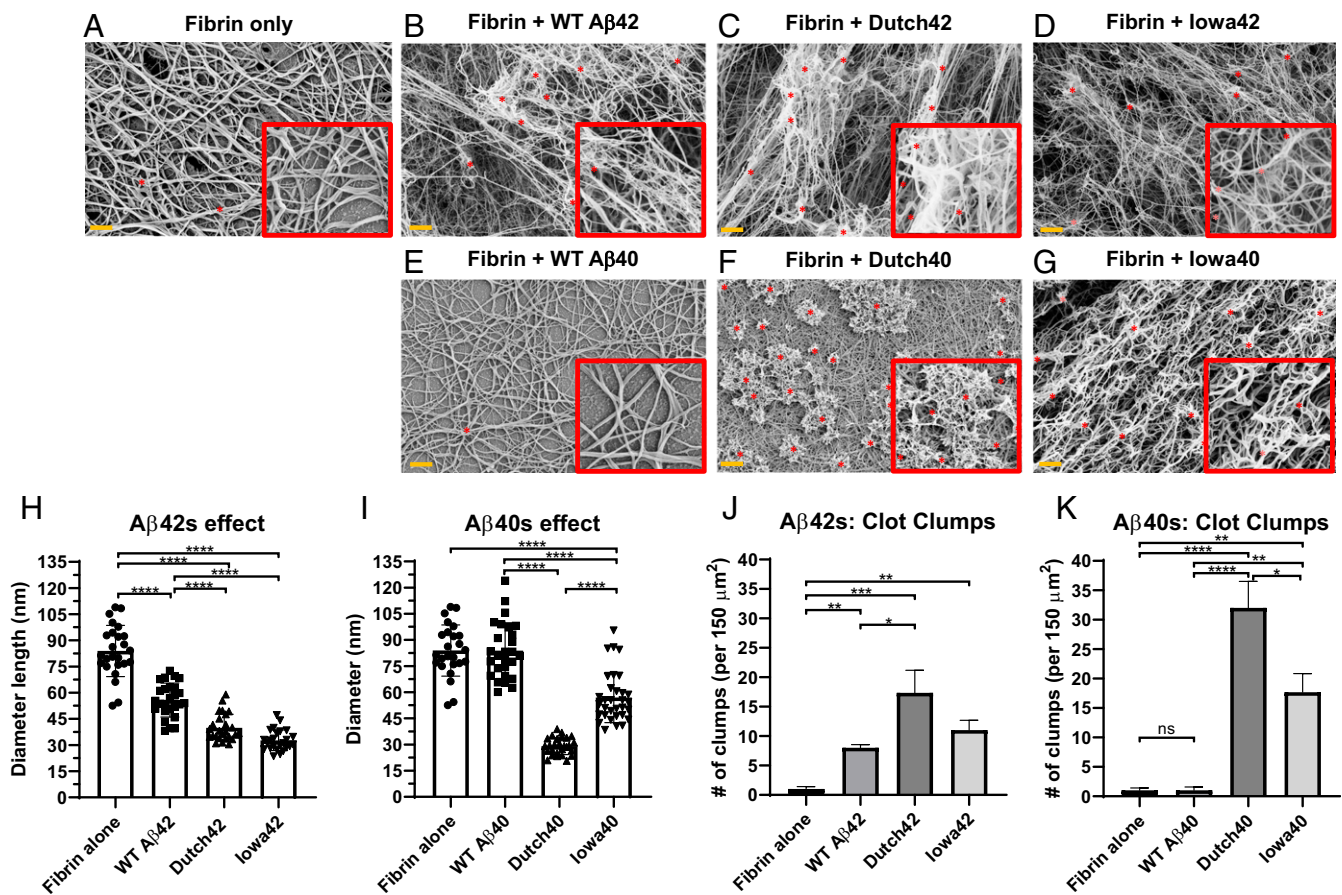 A Fibrin only
B Fibrin + WT Aβ42
C Fibrin + Dutch42
D Fibrin + Iowa42
E Fibrin + WT Aβ40
F Fibrin + Dutch40
G Fibrin + Iowa40
H Aβ42s effect
Diameter length (nm)
135
120
105
90
75
60
45
30
15
0
****
****
****
****
****
****
Fibrin alone
WT Aβ42
Dutch42
Iowa42
I Aβ40s effect
Diameter (nm)
135
120
105
90
75
60
45
30
15
0
****
****
****
****
Fibrin alone
WT Aβ40
Dutch40
Iowa40
J Aβ42s: Clot Clumps
# of clumps (per 150 μm²)
40
35
30
25
20
15
10
5
0
**
***
**
*
Fibrin alone
WT Aβ42
Dutch42
Iowa42
K Aβ40s: Clot Clumps
# of clumps (per 150 μm²)
40
35
30
25
20
15
10
5
0
**
****
**
****
*
ns
Fibrin alone
WT Aβ40
Dutch40
Iowa40